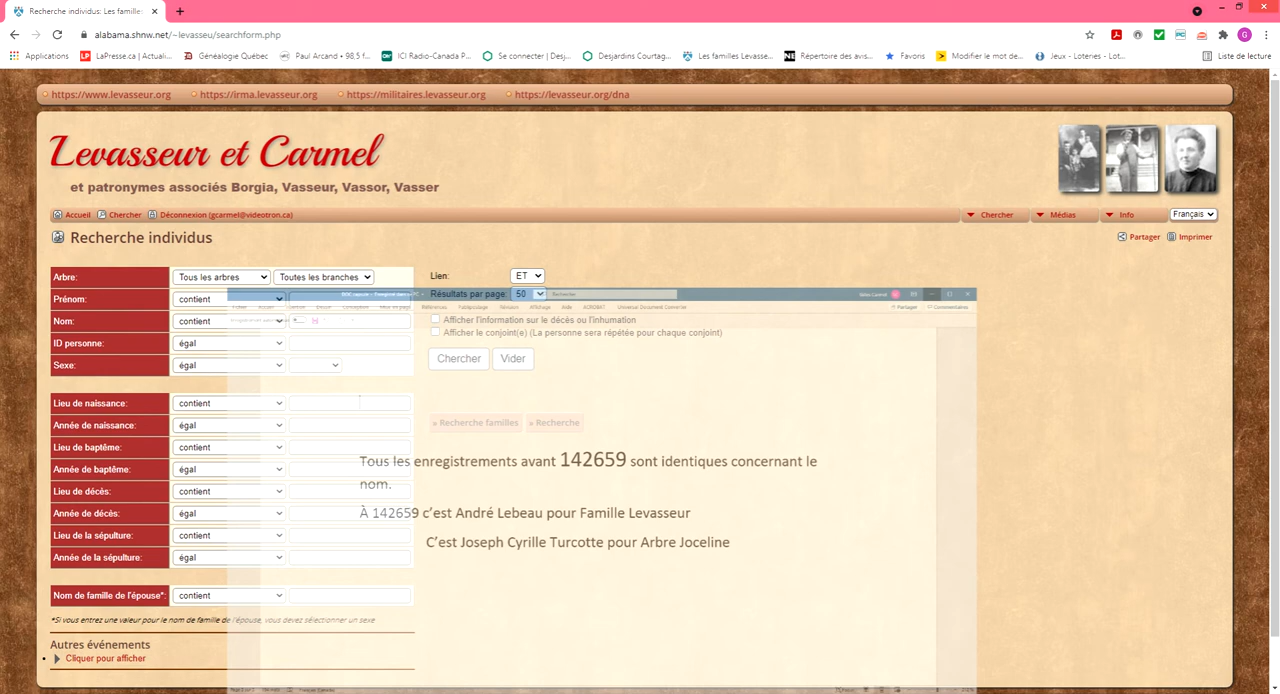 Recherche individus: Les familles
alabama.shnw.net/~levasseu/searchform.php
Applications LaPresse.ca | Actuali... Généalogie Québec Paul Arcand • 98,5 f... ICI Radio-Canada P... Se connecter | Desj... Desjardins Courtag... Les familles Levasse... Répertoire des avis... Favoris Modifier le mot de... Jeux - Loteries - Lot... Liste de lecture
https://www.levasseur.org https://irma.levasseur.org https://militaires.levasseur.org https://levasseur.org/dna
Levasseur et Carmel
et patronymes associés Borgia, Vasseur, Vassor, Vasser
Accueil Chercher Déconnexion (gcarmel@videotron.ca) Chercher Médias Info Français
Recherche individus Partager Imprimer
Arbre: Tous les arbres Toutes les branches Lien: ET
Prénom: contient Résultats par page: 50
Nom: contient Afficher l'information sur le décès ou l'inhumation
Afficher le conjoint(e) (La personne sera répétée pour chaque conjoint)
ID personne: égal
Sexe: égal Chercher Vider
Lieu de naissance: contient
Année de naissance: égal » Recherche familles » Recherche
Lieu de baptême: contient
Année de baptême: égal
Tous les enregistrements avant 142659 sont identiques concernant le
nom.
Lieu de décès: contient
Année de décès: égal
À 142659 c'est André Lebeau pour Famille Levasseur
Lieu de la sépulture: contient
C'est Joseph Cyrille Turcotte pour Arbre Joceline
Année de la sépulture: égal
Nom de famille de l'épouse*: contient
*Si vous entrez une valeur pour le nom de famille de l'épouse, vous devez sélectionner un sexe
Autres événements
Cliquer pour afficher